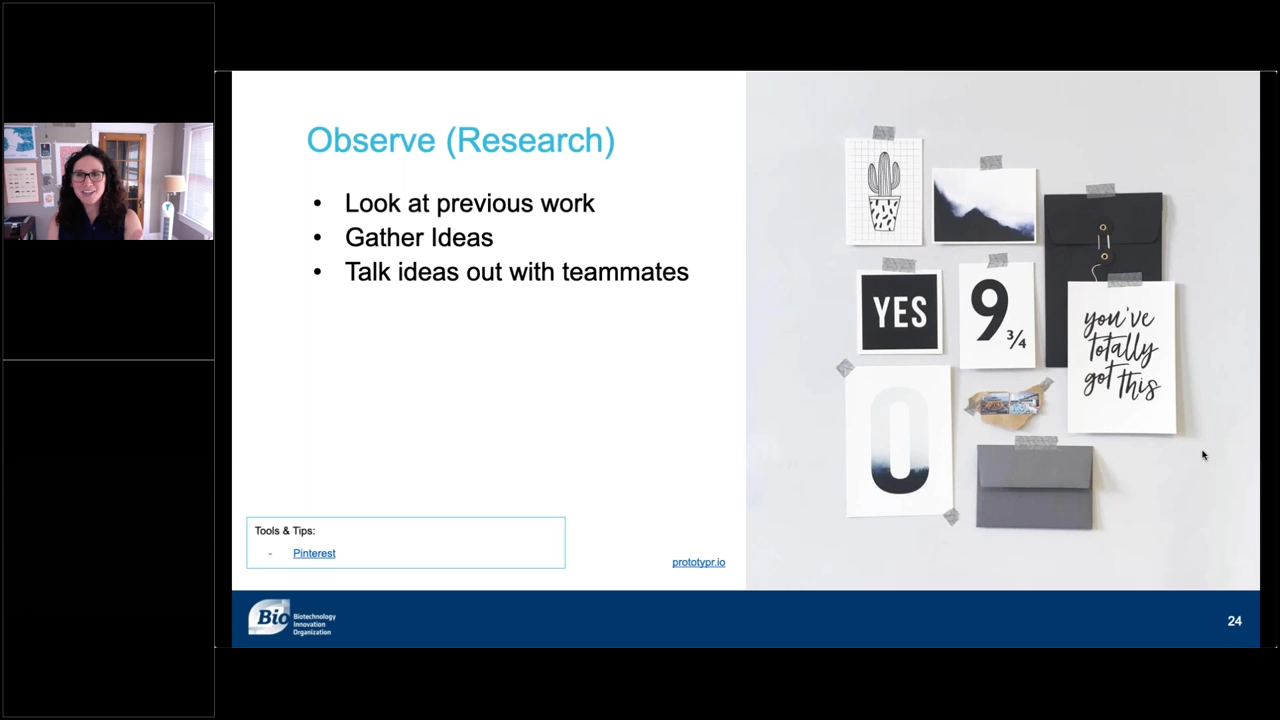 Observe (Research)
• Look at previous work
• Gather Ideas
• Talk ideas out with teammates
Tools & Tips:
- Pinterest
prototypr.io
YES
9 3/4
you've
totally
got this
O
Bio
Biotechnology
Innovation
Organization
24